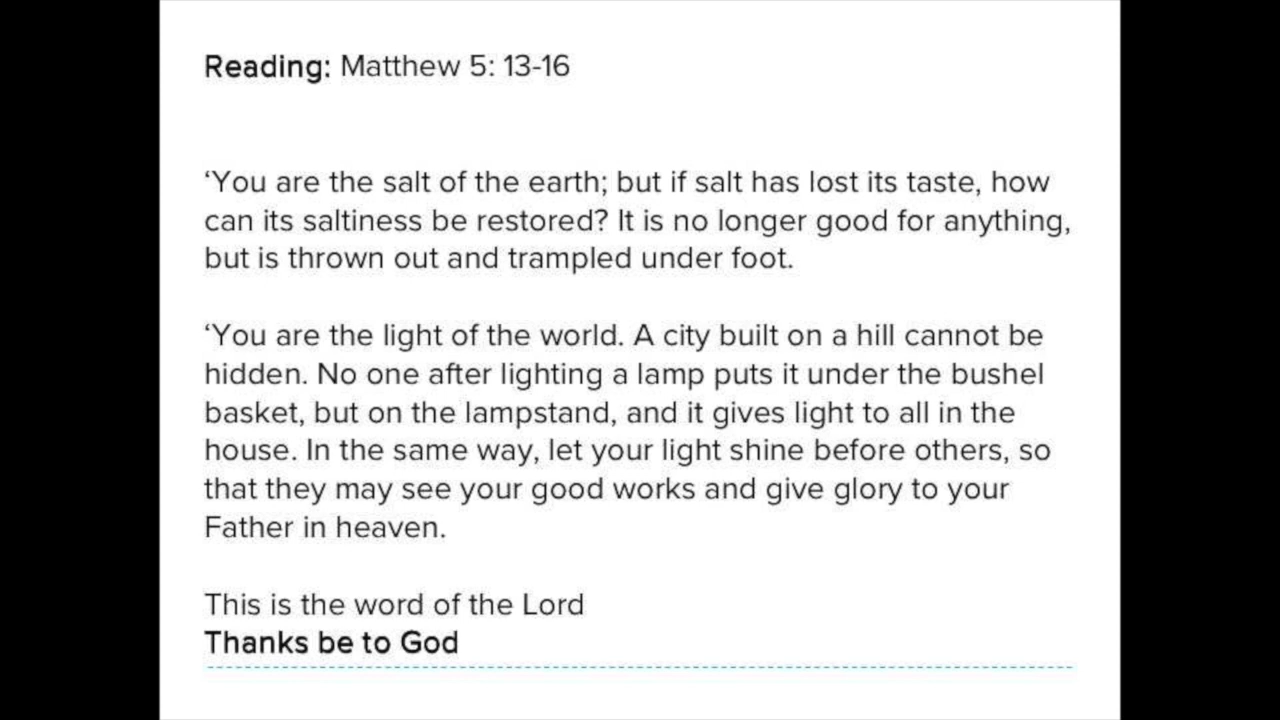 Reading: Matthew 5: 13-16
‘You are the salt of the earth; but if salt has lost its taste, how
can its saltiness be restored? It is no longer good for anything,
but is thrown out and trampled under foot.
‘You are the light of the world. A city built on a hill cannot be
hidden. No one after lighting a lamp puts it under the bushel
basket, but on the lampstand, and it gives light to all in the
house. In the same way, let your light shine before others, so
that they may see your good works and give glory to your
Father in heaven.
This is the word of the Lord
Thanks be to God